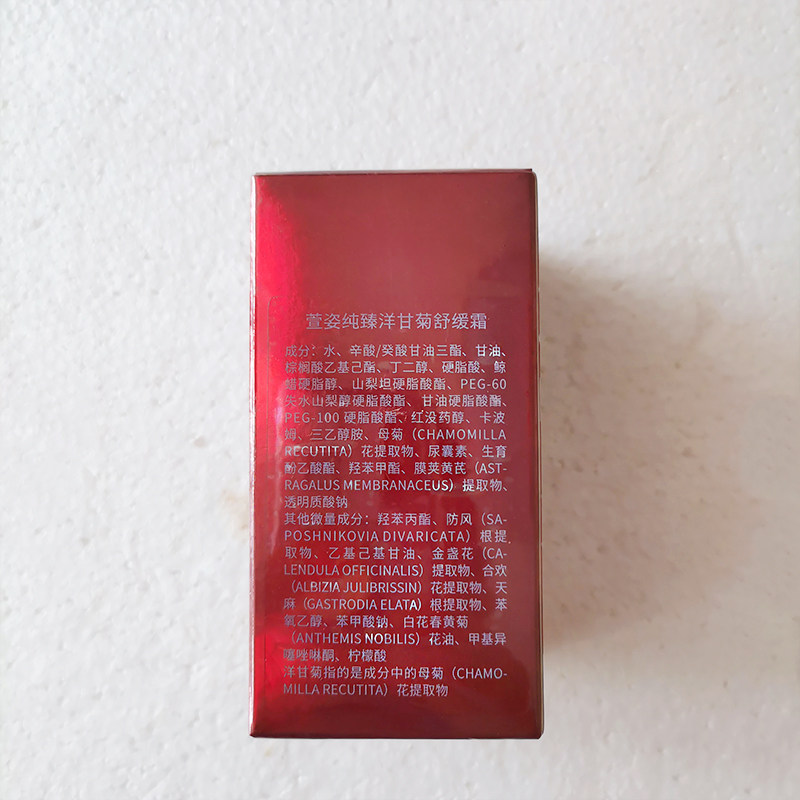 萱姿纯臻洋甘菊舒缓霜
成分：水、辛酸/癸酸甘油三酯、甘油、
棕榈酸乙基己酯、丁二醇、硬脂酸、鲸
蜡硬脂醇、山梨坦硬脂酸酯、PEG-60
失水山梨醇硬脂酸酯、甘油硬脂酸酯、
PEG-100 硬脂酸酯、红没药醇、卡波
姆、三乙醇胺、母菊（CHAMOMILLA
RECUTITA）花提取物、尿囊素、生育
酚乙酸酯、羟苯甲酯、膜荚黄芪（AST-
RAGALUS MEMBRANACEUS）提取物、
透明质酸钠
其他微量成分：羟苯丙酯、防风（SA-
POSHNIKOVIA DIVARICATA）根提
取物、乙基己基甘油、金盏花（CA-
LENDULA OFFICINALIS）提取物、合欢
（ALBIZIA JULIBRISSIN）花提取物、天
麻（GASTRODIA ELATA）根提取物、苯
氧乙醇、苯甲酸钠、白花春黄菊
（ANTHEMIS NOBILIS）花油、甲基异
噻唑啉酮、柠檬酸
洋甘菊指的是成分中的母菊（CHAMO-
MILLA RECUTITA）花提取物